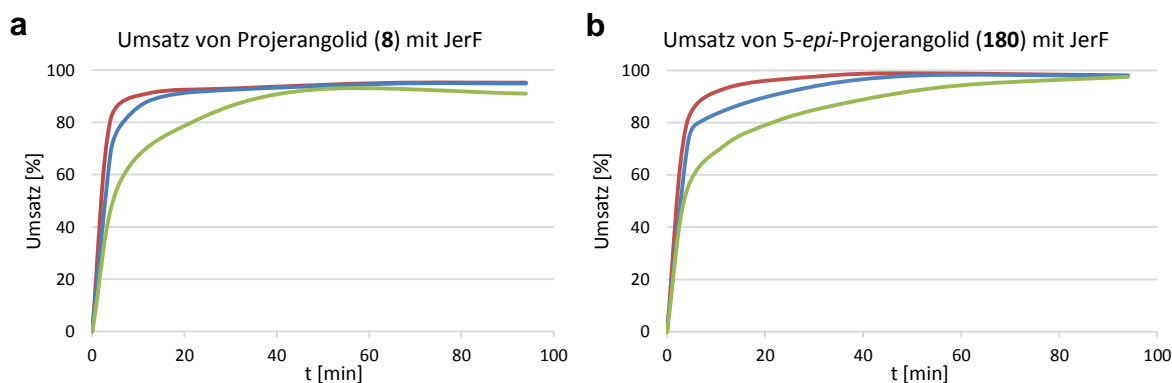 a
Umsatz von Projerangolid (8) mit JerF
Umsatz [%]
100
80
60
40
20
0
0 20 40 60 80 100
t [min]
b
Umsatz von 5-epi-Projerangolid (180) mit JerF
Umsatz [%]
100
80
60
40
20
0
0 20 40 60 80 100
t [min]